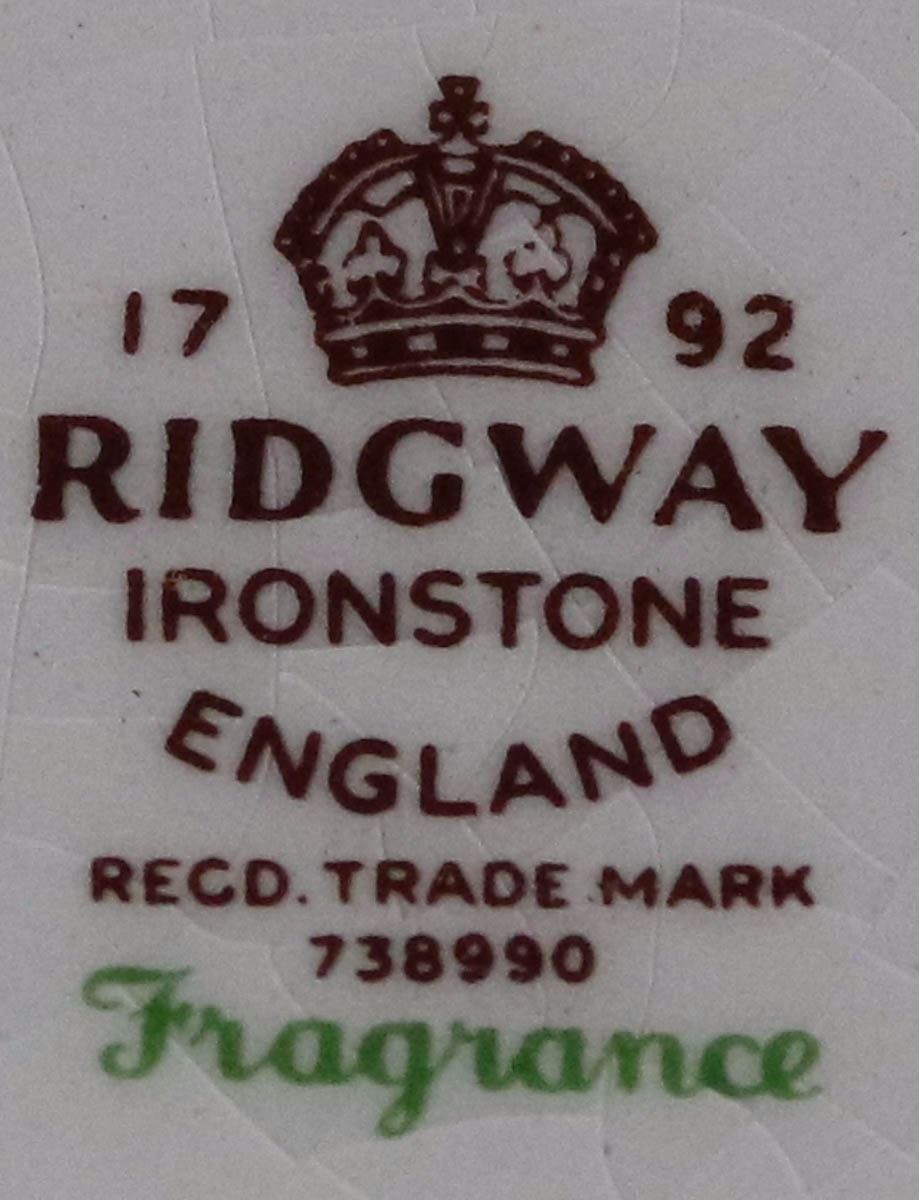 17 92
RIDGWAY
IRONSTONE
ENGLAND
REGD. TRADE MARK
738990
Fragrance